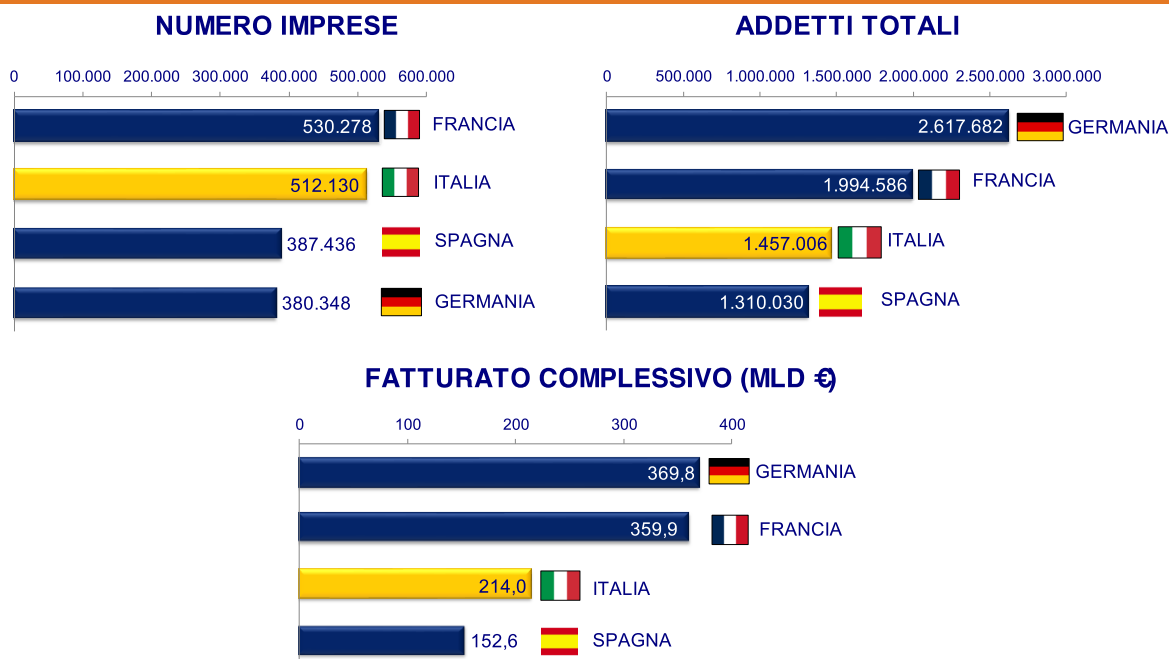 NUMERO IMPRESE
0 100.000 200.000 300.000 400.000 500.000 600.000
530.278 FRANCIA
512.130 ITALIA
387.436 SPAGNA
380.348 GERMANIA
ADDETTI TOTALI
0 500.000 1.000.000 1.500.000 2.000.000 2.500.000 3.000.000
2.617.682 GERMANIA
1.994.586 FRANCIA
1.457.006 ITALIA
1.310.030 SPAGNA
FATTURATO COMPLESSIVO (MLD €)
0 100 200 300 400
369,8 GERMANIA
359,9 FRANCIA
214,0 ITALIA
152,6 SPAGNA